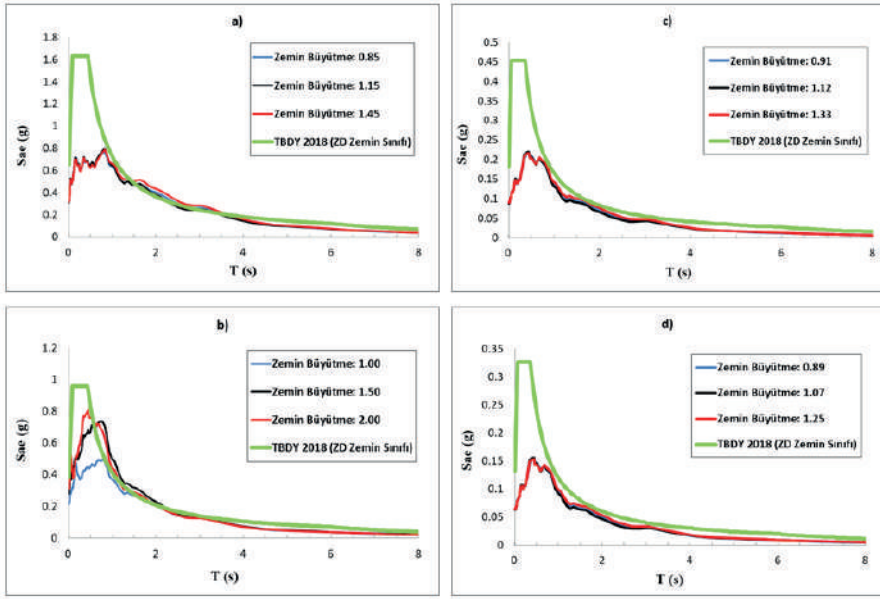 a)
1.8
1.6
1.4
1.2
1
0.8
0.6
0.4
0.2
0
Sae (g)
Zemin Büyütme: 0.85
Zemin Büyütme: 1.15
Zemin Büyütme: 1.45
TBDY 2018 (ZD Zemin Sınıfı)
0 2 4 6 8
T (s)
c)
0.5
0.45
0.4
0.35
0.3
0.25
0.2
0.15
0.1
0.05
0
Sae (g)
Zemin Büyütme: 0.91
Zemin Büyütme: 1.12
Zemin Büyütme: 1.33
TBDY 2018 (ZD Zemin Sınıfı)
0 2 4 6 8
T (s)
b)
1.2
1
0.8
0.6
0.4
0.2
0
Sae (g)
Zemin Büyütme: 1.00
Zemin Büyütme: 1.50
Zemin Büyütme: 2.00
TBDY 2018 (ZD Zemin Sınıfı)
0 2 4 6 8
T (s)
d)
0.35
0.3
0.25
0.2
0.15
0.1
0.05
0
Sae (g)
Zemin Büyütme: 0.89
Zemin Büyütme: 1.07
Zemin Büyütme: 1.25
TBDY 2018 (ZD Zemin Sınıfı)
0 2 4 6 8
T (s)